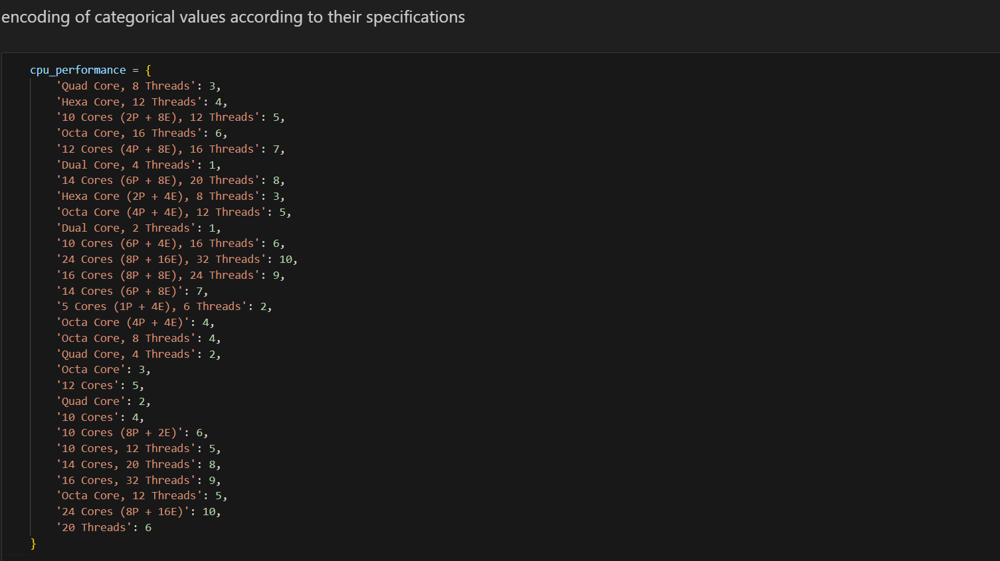 encoding of categorical values according to their specifications
cpu_performance = {
'Quad Core, 8 Threads': 3,
'Hexa Core, 12 Threads': 4,
'10 Cores (2P + 8E), 12 Threads': 5,
'Octa Core, 16 Threads': 6,
'12 Cores (4P + 8E), 16 Threads': 7,
'Dual Core, 4 Threads': 1,
'14 Cores (6P + 8E), 20 Threads': 8,
'Hexa Core (2P + 4E), 8 Threads': 3,
'Octa Core (4P + 4E), 12 Threads': 5,
'Dual Core, 2 Threads': 1,
'10 Cores (6P + 4E), 16 Threads': 6,
'24 Cores (8P + 16E), 32 Threads': 10,
'16 Cores (8P + 8E), 24 Threads': 9,
'14 Cores (6P + 8E)': 7,
'5 Cores (1P + 4E), 6 Threads': 2,
'Octa Core (4P + 4E)': 4,
'Octa Core, 8 Threads': 4,
'Quad Core, 4 Threads': 2,
'Octa Core': 3,
'12 Cores': 5,
'Quad Core': 2,
'10 Cores': 4,
'10 Cores (8P + 2E)': 6,
'10 Cores, 12 Threads': 5,
'14 Cores, 20 Threads': 8,
'16 Cores, 32 Threads': 9,
'Octa Core, 12 Threads': 5,
'24 Cores (8P + 16E)': 10,
'20 Threads': 6
}